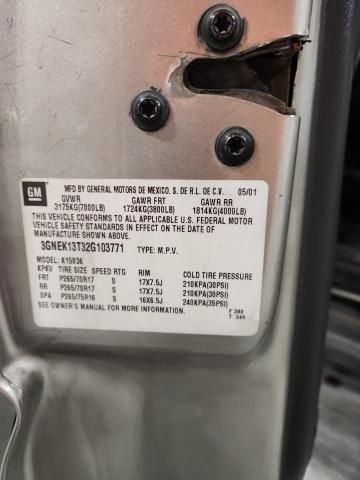 GM
MFD BY GENERAL MOTORS DE MEXICO, S. DE R.L. DE C.V. 05/01
GVWR GAWR FRT GAWR RR
3175KG(7000LB) 1724KG(3800LB) 1814KG(4000LB)
THIS VEHICLE CONFORMS TO ALL APPLICABLE U.S. FEDERAL MOTOR
VEHICLE SAFETY STANDARDS IN EFFECT ON THE DATE OF
MANUFACTURE SHOWN ABOVE.
3GNEK13T32G103771 TYPE: M.P.V.
MODEL: K15936
KPKV TIRE SIZE SPEED RTG RIM COLD TIRE PRESSURE
FRT P265/70R17 S 17X7.5J 210KPA(30PSI)
RR P265/70R17 S 17X7.5J 210KPA(30PSI)
SPA P265/75R16 S 16X6.5J 240KPA(35PSI)
SEE OWNER'S MANUAL FOR MORE INFORMATION.
F 380
T 249